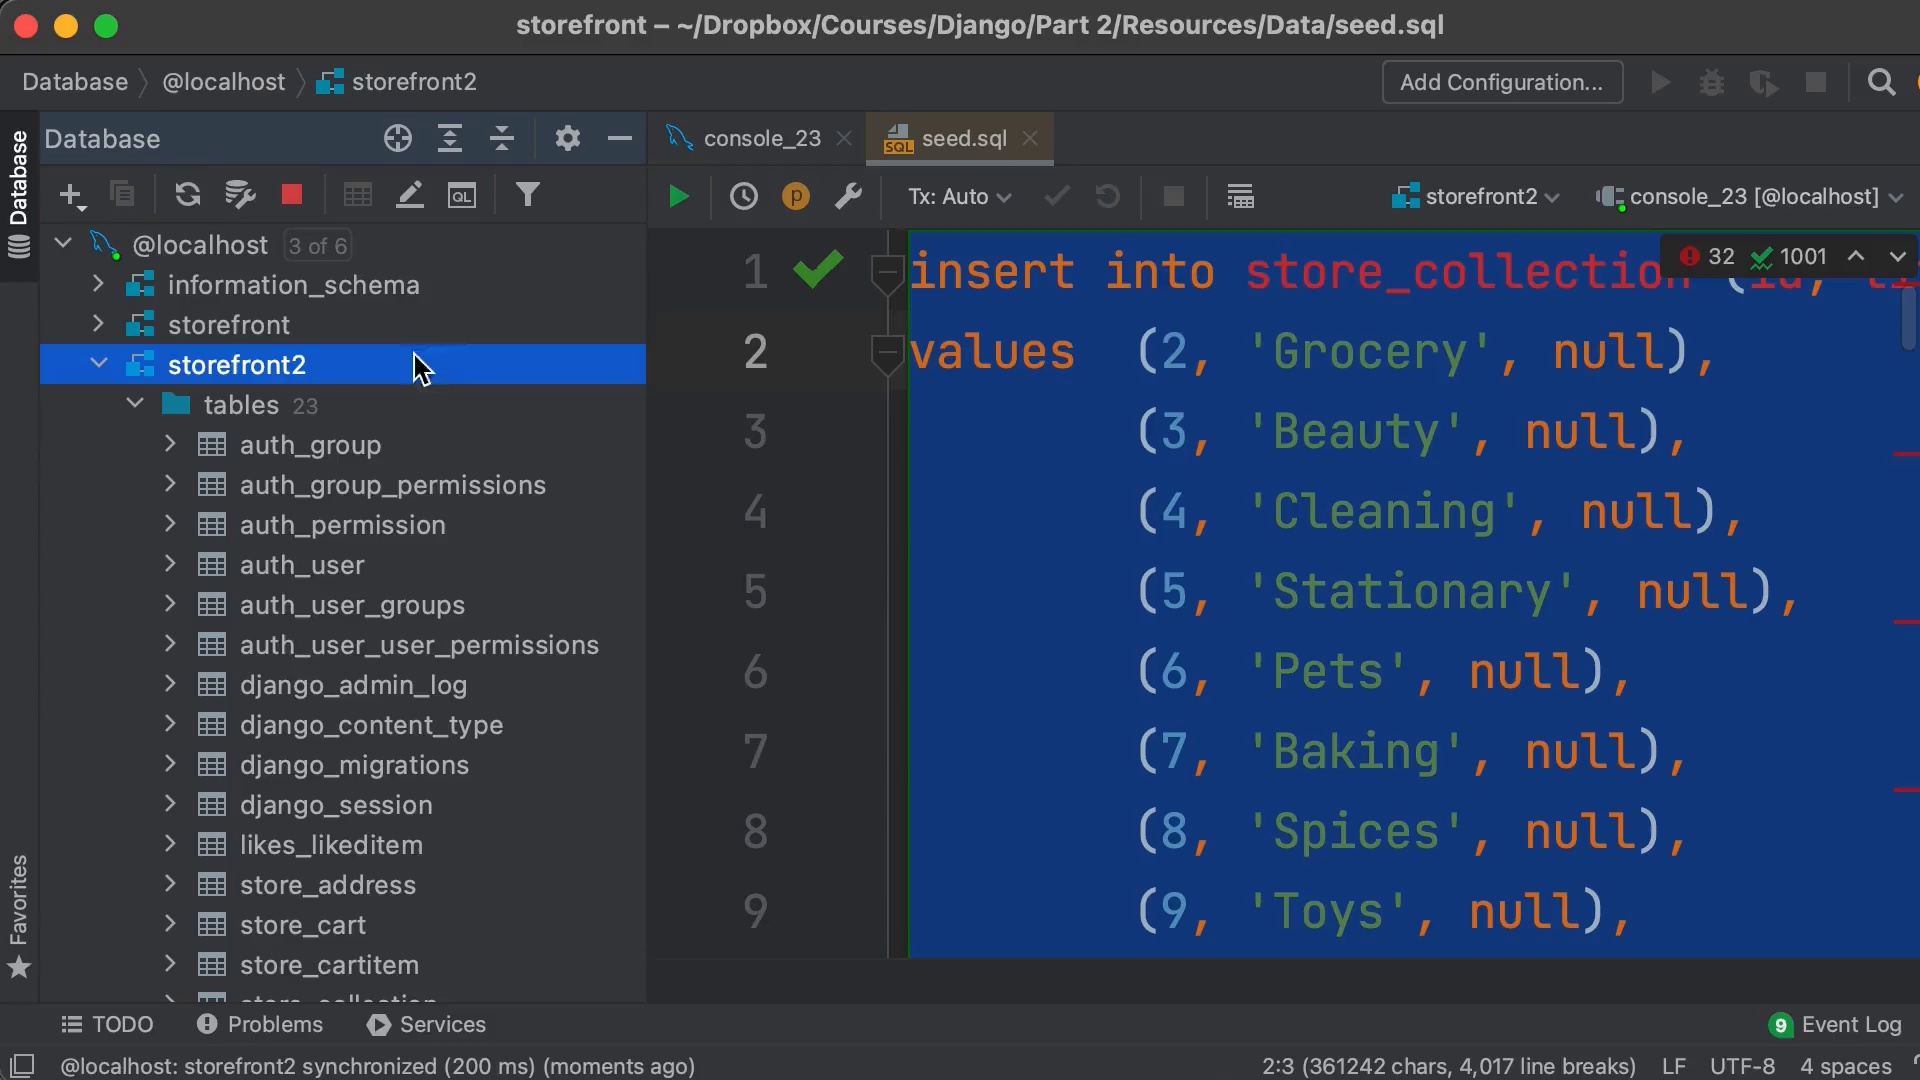 storefront – ~/Dropbox/Courses/Django/Part 2/Resources/Data/seed.sql
Database @localhost storefront2
Add Configuration...
Database
Database
console_23
SQL seed.sql
QL
p
Tx: Auto
storefront2
console_23 [@localhost]
@localhost 3 of 6
information_schema
storefront
storefront2
tables 23
auth_group
auth_group_permissions
auth_permission
auth_user
auth_user_groups
auth_user_user_permissions
django_admin_log
django_content_type
django_migrations
django_session
likes_likeditem
store_address
store_cart
store_cartitem
store_collection
Favorites
32 1001
1 insert into store_collection (id,
2 values (2, 'Grocery', null),
3 (3, 'Beauty', null),
4 (4, 'Cleaning', null),
5 (5, 'Stationary', null),
6 (6, 'Pets', null),
7 (7, 'Baking', null),
8 (8, 'Spices', null),
9 (9, 'Toys', null),
TODO Problems Services
9 Event Log
@localhost: storefront2 synchronized (200 ms) (moments ago)
2:3 (361242 chars, 4,017 line breaks) LF UTF-8 4 spaces